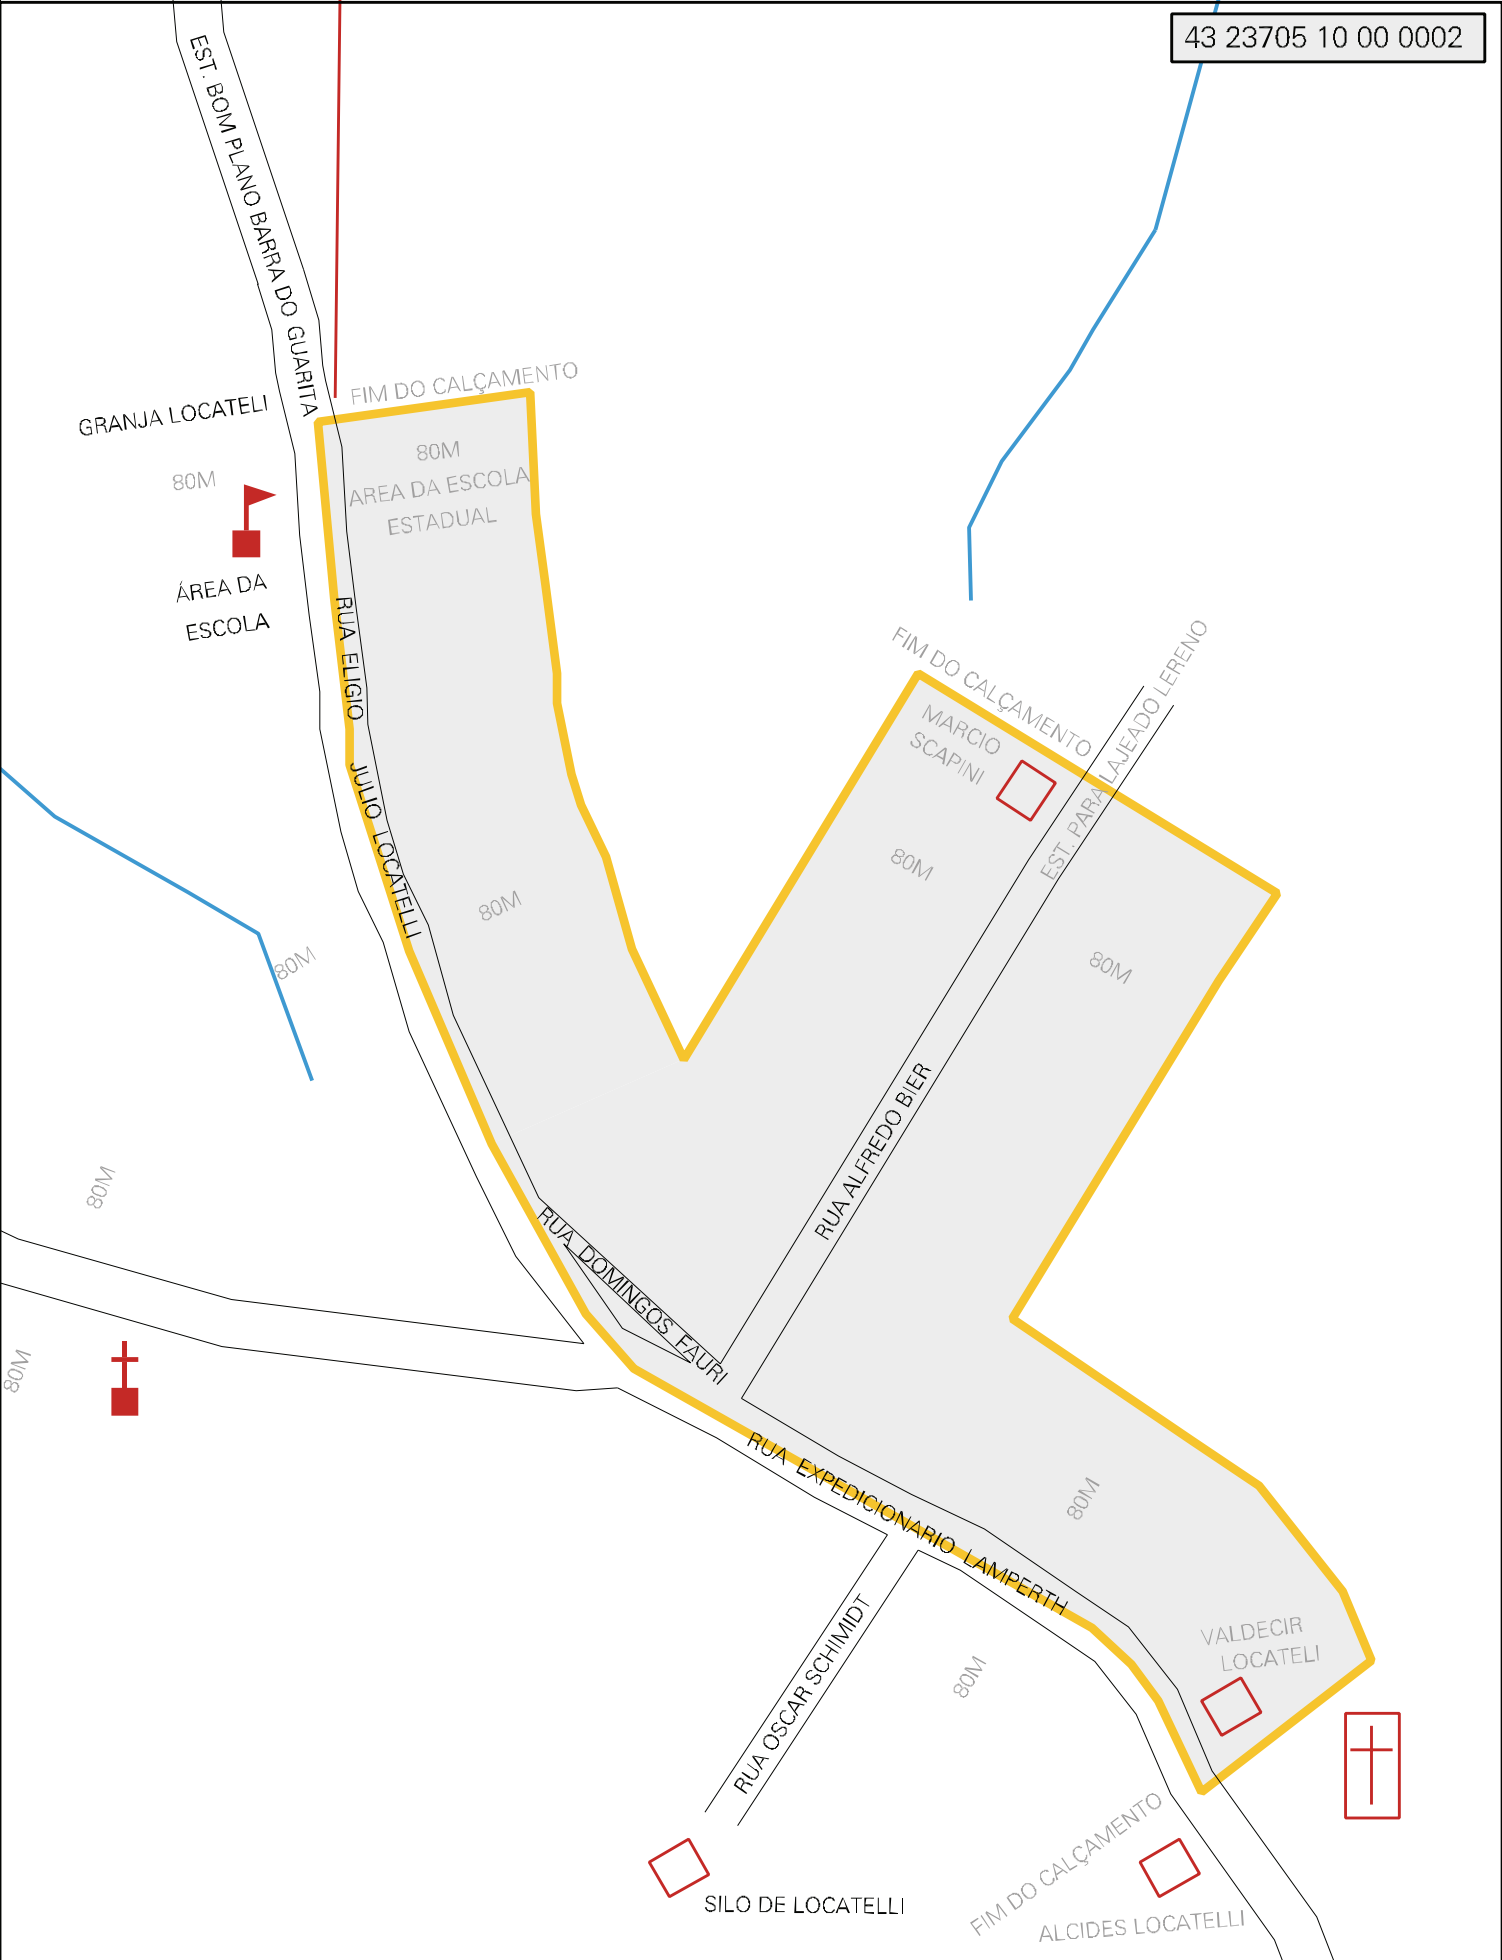 43 23705 10 00 0002
EST. BOM PLANO BARRA DO GUARITA
FIM DO CALÇAMENTO
GRANJA LOCATELI
80M
80M
AREA DA ESCOLA
ESTADUAL
ÁREA DA
ESCOLA
RUA ELIGIO JULIO LOCATELLI
FIM DO CALÇAMENTO
EST. PARA LAJEADO LERENO
MARCIO
SCAPINI
80M
80M
80M
80M
RUA ALFREDO BIER
80M
RUA DOMINGOS FAURI
80M
RUA EXPEDICIONARIO LAMPERTH
80M
RUA OSCAR SCHIMIDT
80M
VALDECIR
LOCATELI
FIM DO CALÇAMENTO
SILO DE LOCATELLI
ALCIDES LOCATELLI